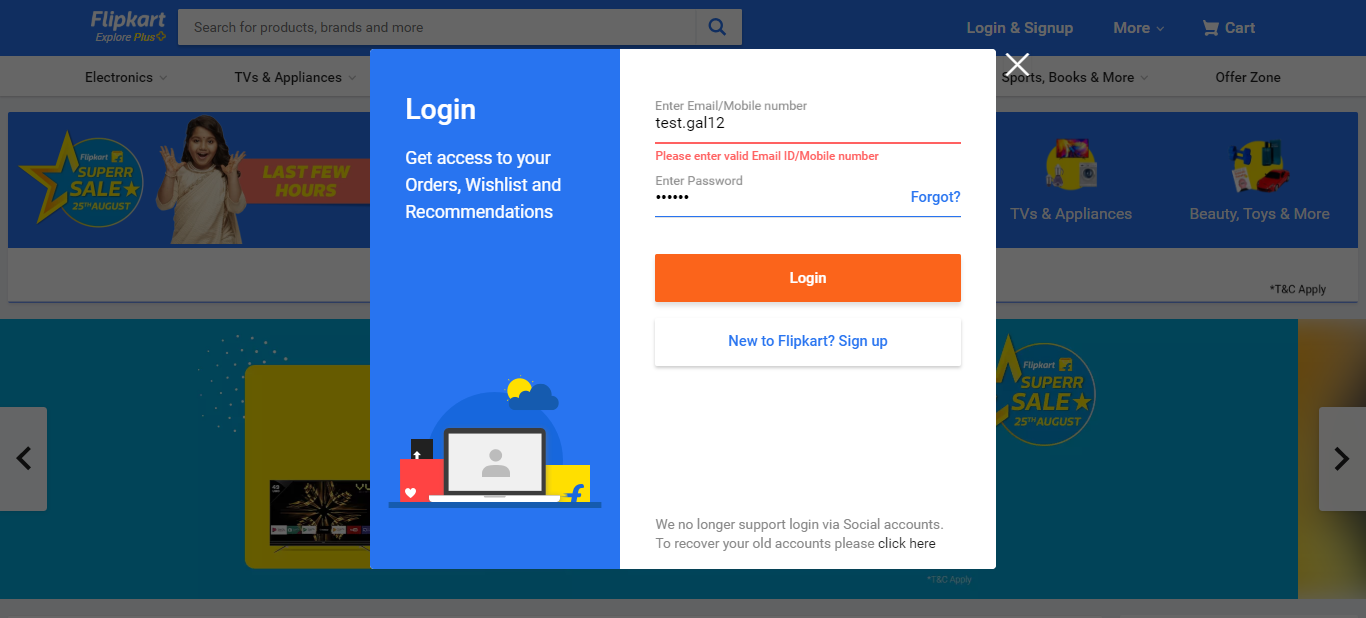 Flipkart
Explore Plus
Search for products, brands and more
Login & Signup
More
Cart
Electronics
TVs & Appliances
Sports, Books & More
Offer Zone
Login
Get access to your
Orders, Wishlist and
Recommendations
Enter Email/Mobile number
test.gal12
Please enter valid Email ID/Mobile number
Enter Password
••••••
Forgot?
Login
New to Flipkart? Sign up
We no longer support login via Social accounts.
To recover your old accounts please click here
Flipkart
SUPERR
SALE
25TH AUGUST
LAST FEW
HOURS
TVs & Appliances
Beauty, Toys & More
*T&C Apply
Flipkart
SUPERR
SALE
25TH AUGUST
*T&C Apply